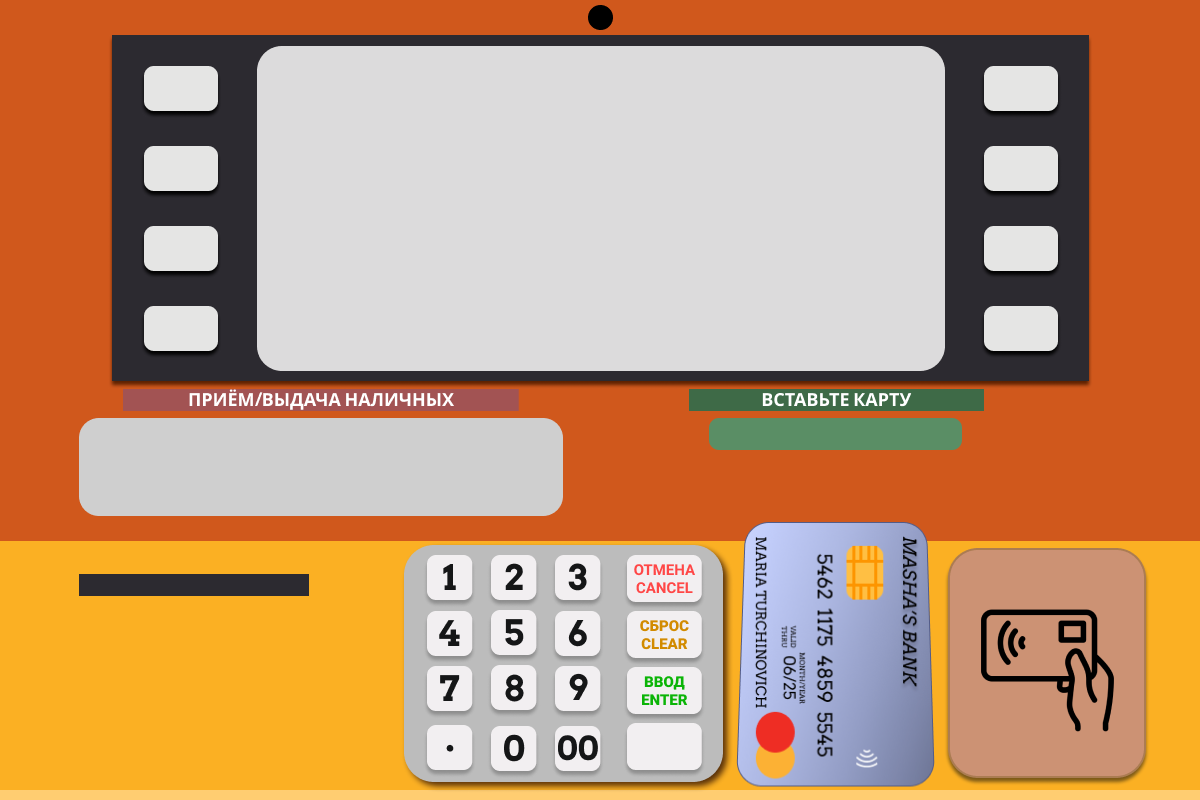 ПРИЁМ/ВЫДАЧА НАЛИЧНЫХ
ВСТАВЬТЕ КАРТУ
1 2 3 ОТМЕНА
CANCEL
4 5 6 СБРОС
CLEAR
7 8 9 ВВОД
ENTER
· 0 00
MASHA'S BANK
5462 1175 4859 5545
MONTH/YEAR
VALID
THRU
06/25
MARIA TURCHINOVICH